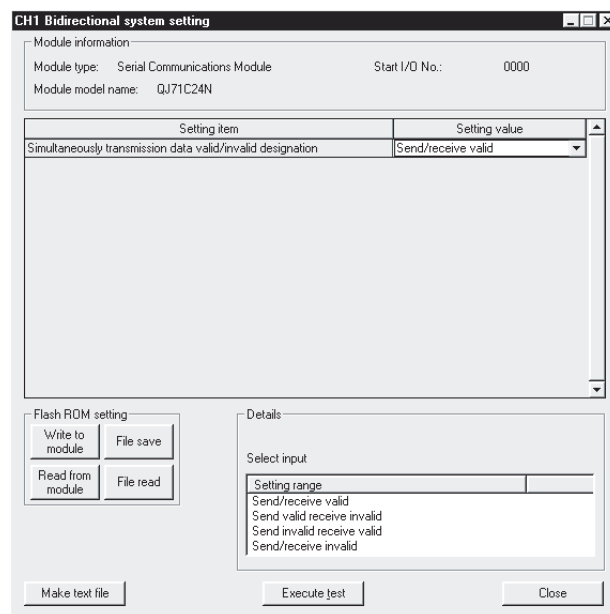 CH1 Bidirectional system setting
Module information
Module type: Serial Communications Module Start I/O No.: 0000
Module model name: QJ71C24N
Setting item Setting value
Simultaneously transmission data valid/invalid designation Send/receive valid
Flash ROM setting
Write to module
File save
Read from module
File read
Details
Select input
Setting range
Send/receive valid
Send valid receive invalid
Send invalid receive valid
Send/receive invalid
Make text file Execute test Close